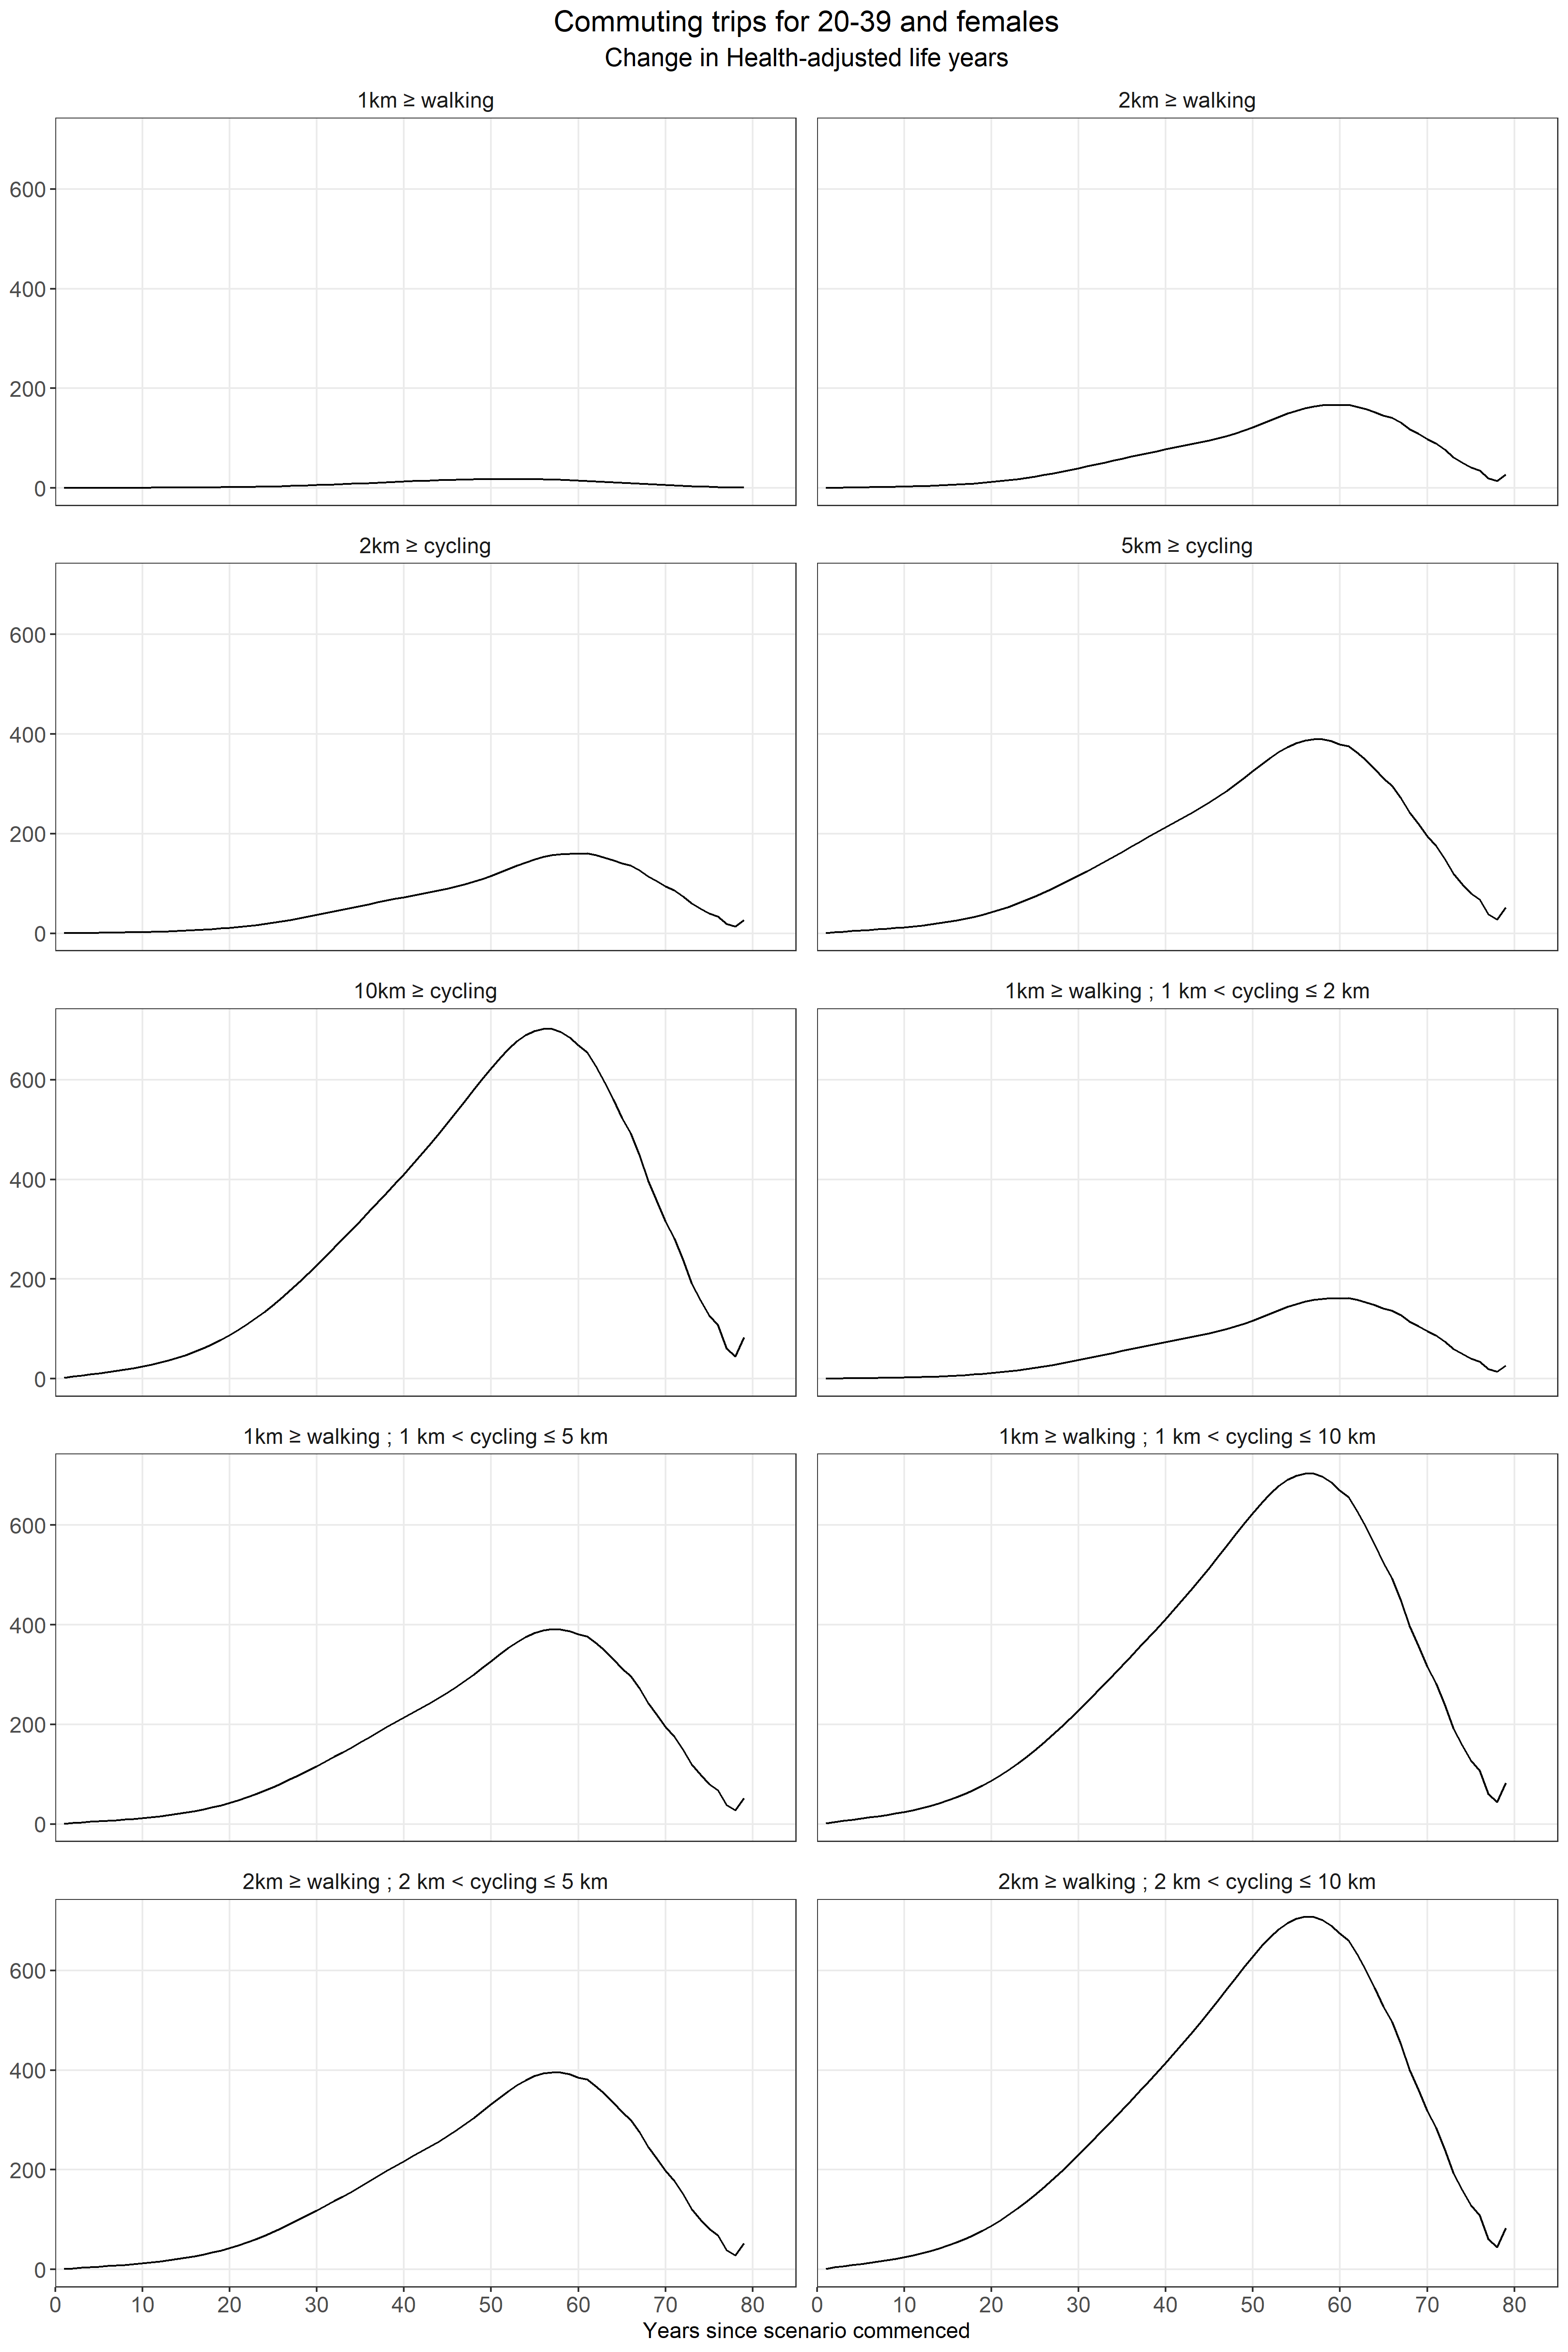 Commuting trips for 20-39 and females
Change in Health-adjusted life years
1km ≥ walking
2km ≥ walking
600
400
200
0
2km ≥ cycling
5km ≥ cycling
600
400
200
0
10km ≥ cycling
1km ≥ walking ; 1 km < cycling ≤ 2 km
600
400
200
0
1km ≥ walking ; 1 km < cycling ≤ 5 km
1km ≥ walking ; 1 km < cycling ≤ 10 km
600
400
200
0
2km ≥ walking ; 2 km < cycling ≤ 5 km
2km ≥ walking ; 2 km < cycling ≤ 10 km
600
400
200
0
0 10 20 30 40 50 60 70 80
0 10 20 30 40 50 60 70 80
Years since scenario commenced